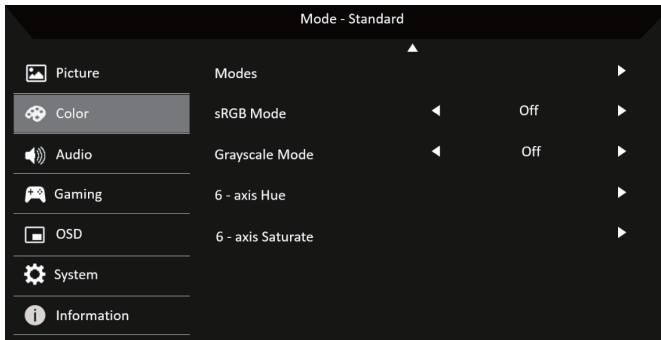 Mode - Standard
Picture
Modes
Color
sRGB Mode
Off
Audio
Grayscale Mode
Off
Gaming
6 - axis Hue
OSD
6 - axis Saturate
System
Information